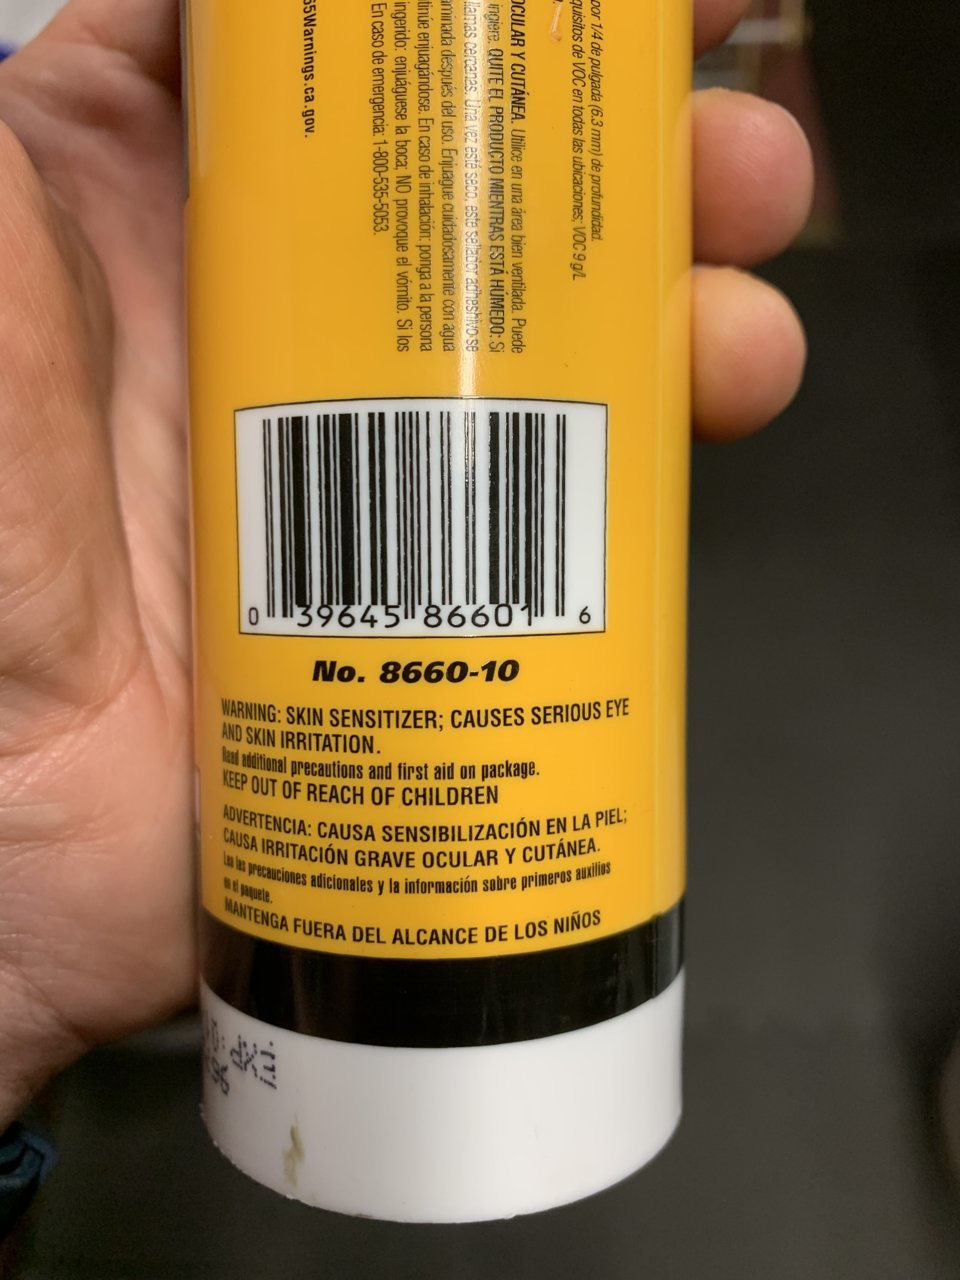 por 1/4 de pulgada (6.3 mm) de profundidad.
quisitos de VOC en todas las ubicaciones; VOC 9 g/L
OCULAR Y CUTÁNEA. Utilice en una área bien ventilada. Puede
ingiere. QUITE EL PRODUCTO MIENTRAS ESTÁ HÚMEDO: Si
llamas cercanas. Una vez esté seco, este sellador adheshivo se
aminada después del uso. Enjuague cuidadosamente con agua
tinúe enjuagándose. En caso de inhalación: ponga a la persona
ingerido: enjuáguese la boca; NO provoque el vómito. Si los
En caso de emergencia: 1-800-535-5053.
65Warnings.ca.gov.
0 39645 86601 6
No. 8660-10
WARNING: SKIN SENSITIZER; CAUSES SERIOUS EYE
AND SKIN IRRITATION.
Read additional precautions and first aid on package.
KEEP OUT OF REACH OF CHILDREN
ADVERTENCIA: CAUSA SENSIBILIZACIÓN EN LA PIEL;
CAUSA IRRITACIÓN GRAVE OCULAR Y CUTÁNEA.
Lea las precauciones adicionales y la información sobre primeros auxilios
en el paquete.
MANTENGA FUERA DEL ALCANCE DE LOS NIÑOS
EXP: